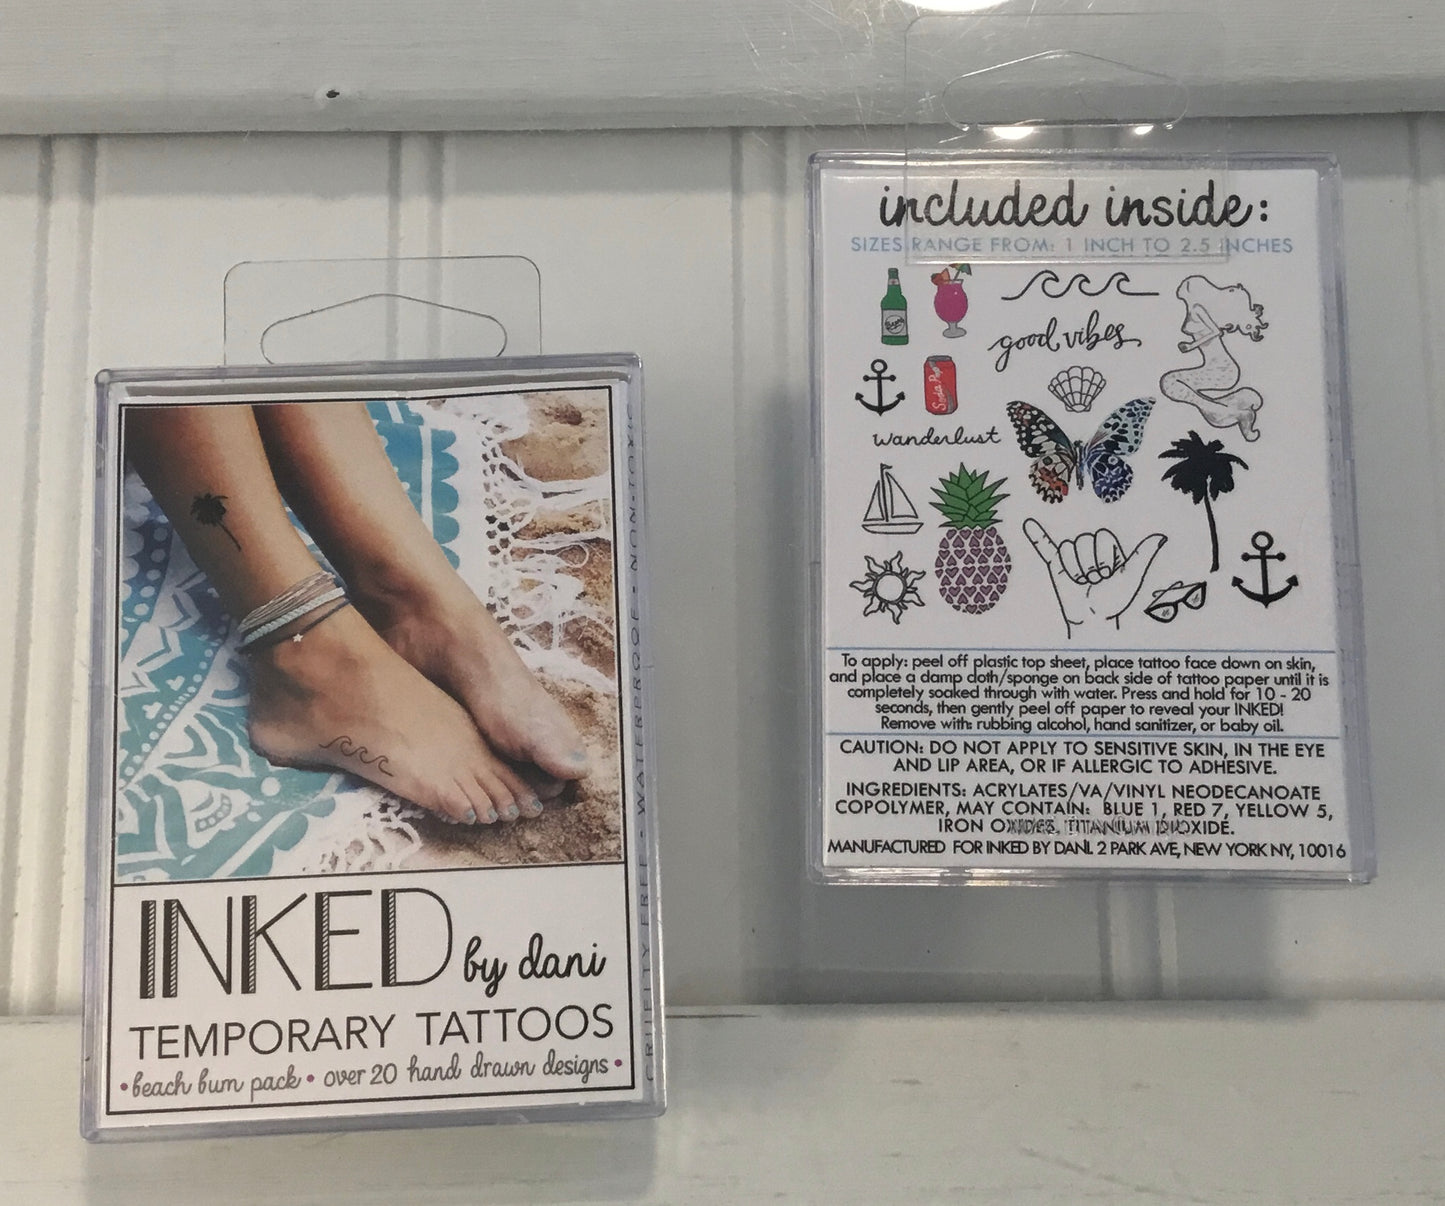 INKED by dani
TEMPORARY TATTOOS
• beach bum pack • over 20 hand drawn designs •
CRUELTY FREE - WATERPROOF - NON-TOXIC
included inside:
SIZES RANGE FROM: 1 INCH TO 2.5 INCHES
good vibes
Soda Pop
wanderlust
To apply: peel off plastic top sheet, place tattoo face down on skin,
and place a damp cloth/sponge on back side of tattoo paper until it is
completely soaked through with water. Press and hold for 10 - 20
seconds, then gently peel off paper to reveal your INKED!
Remove with: rubbing alcohol, hand sanitizer, or baby oil.
CAUTION: DO NOT APPLY TO SENSITIVE SKIN, IN THE EYE
AND LIP AREA, OR IF ALLERGIC TO ADHESIVE.
INGREDIENTS: ACRYLATES/VA/VINYL NEODECANOATE
COPOLYMER, MAY CONTAIN: BLUE 1, RED 7, YELLOW 5,
IRON OXIDES, TITANIUM DIOXIDE.
MANUFACTURED FOR INKED BY DANI. 2 PARK AVE, NEW YORK NY, 10016